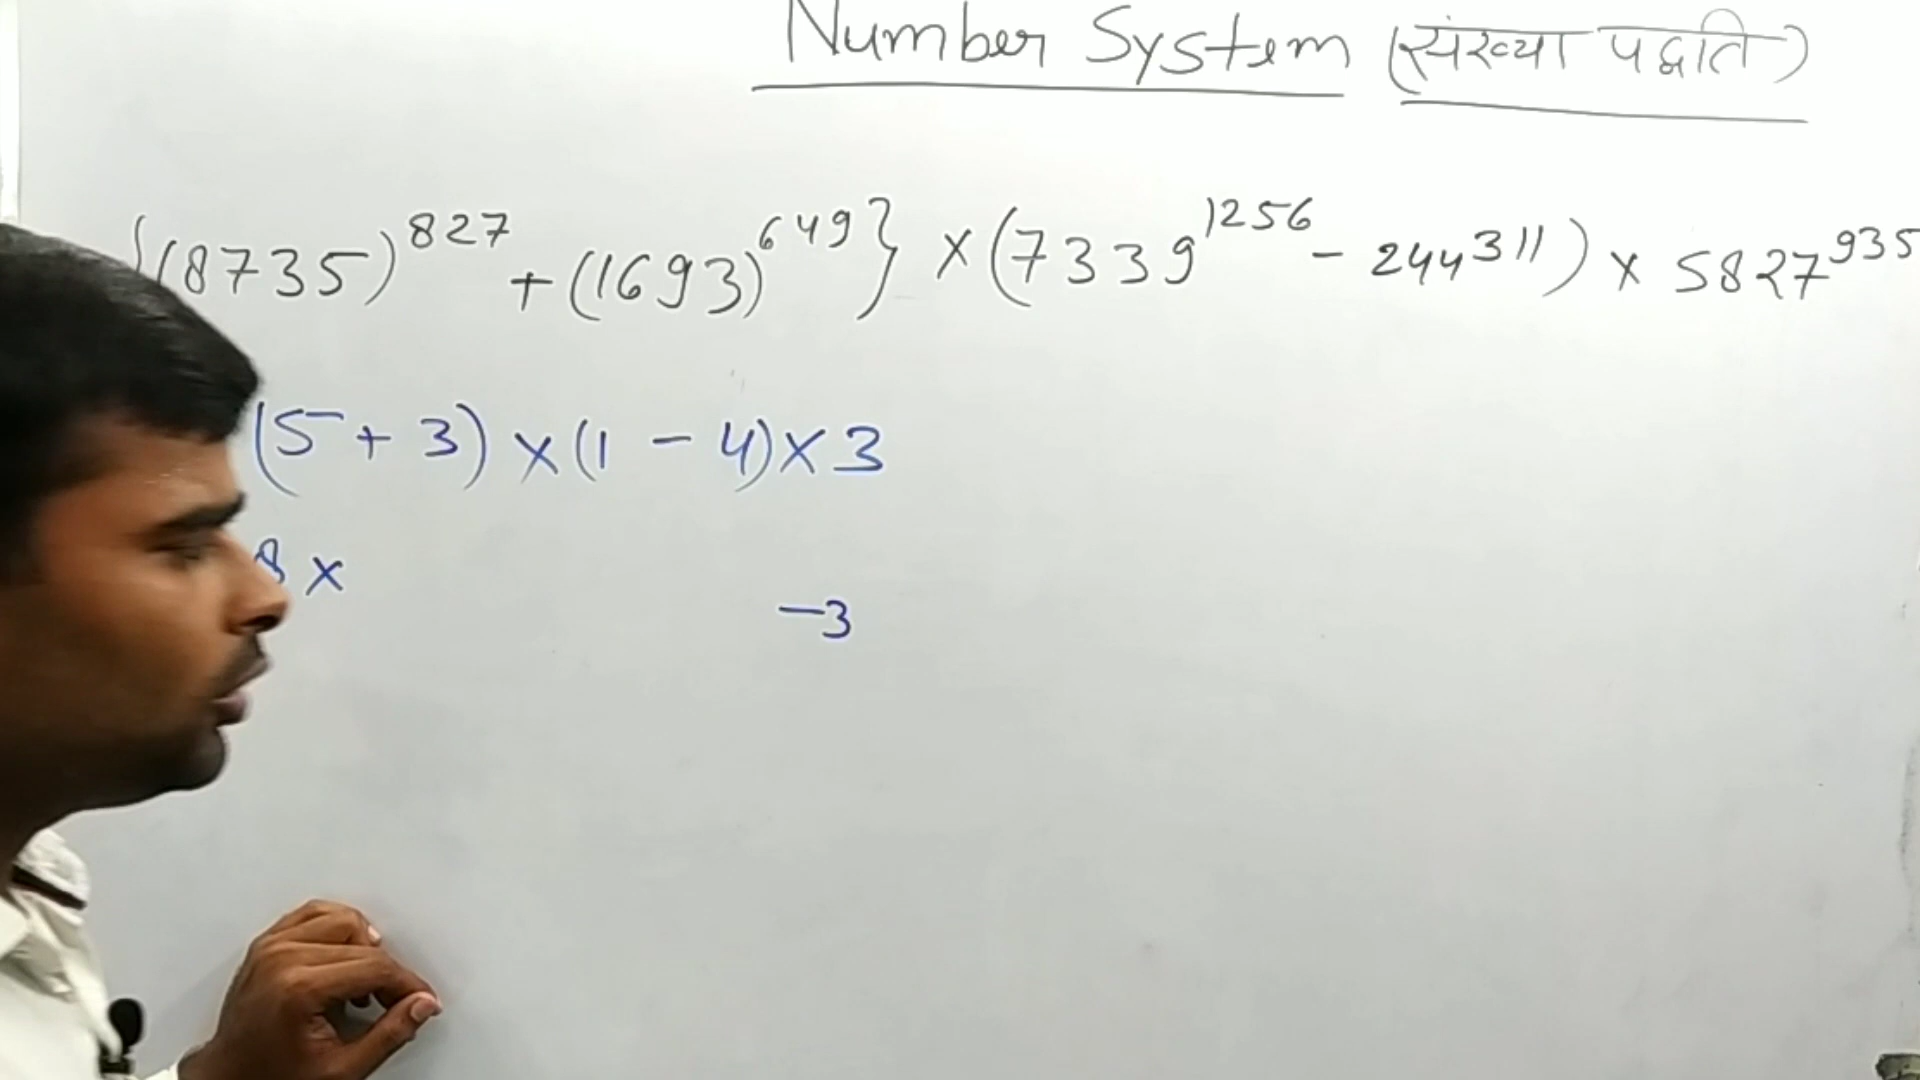 Number System (संख्या पद्धति)
{(8735)^827 + (1693)^649} × (7339^1256 - 244^311) × 5827^935
(5 + 3) × (1 - 4) × 3
8 ×
-3